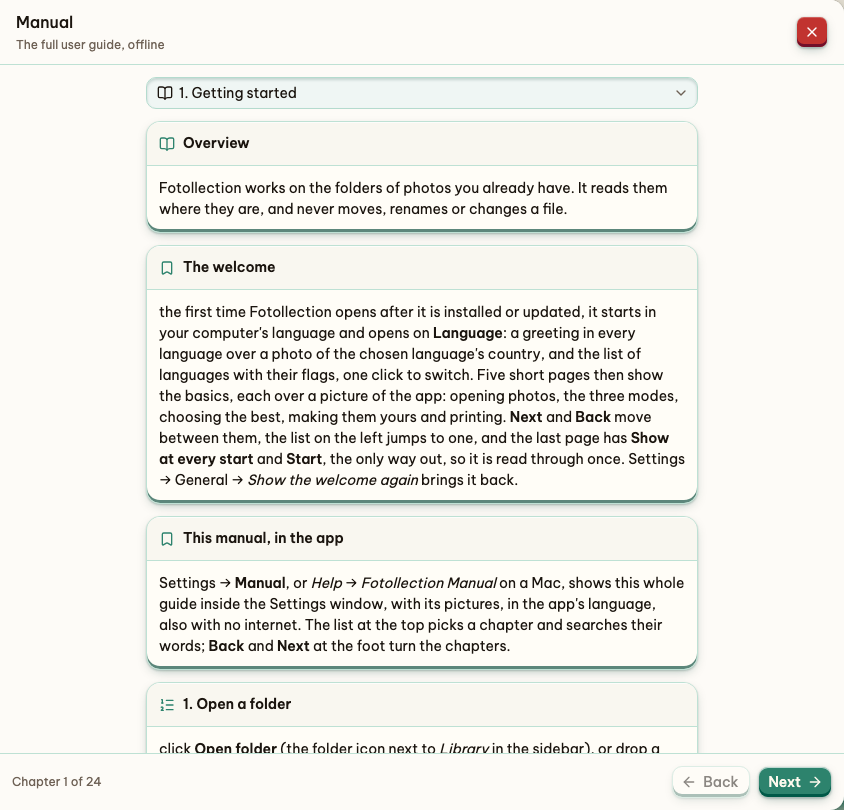 Manual
The full user guide, offline
1. Getting started
Overview
Fotollection works on the folders of photos you already have. It reads them
where they are, and never moves, renames or changes a file.
The welcome
the first time Fotollection opens after it is installed or updated, it starts in
your computer's language and opens on Language: a greeting in every
language over a photo of the chosen language's country, and the list of
languages with their flags, one click to switch. Five short pages then show
the basics, each over a picture of the app: opening photos, the three modes,
choosing the best, making them yours and printing. Next and Back move
between them, the list on the left jumps to one, and the last page has Show
at every start and Start, the only way out, so it is read through once. Settings
→ General → Show the welcome again brings it back.
This manual, in the app
Settings → Manual, or Help → Fotollection Manual on a Mac, shows this whole
guide inside the Settings window, with its pictures, in the app's language,
also with no internet. The list at the top picks a chapter and searches their
words; Back and Next at the foot turn the chapters.
1. Open a folder
click Open folder (the folder icon next to Library in the sidebar), or drop a
Chapter 1 of 24
← Back
Next →